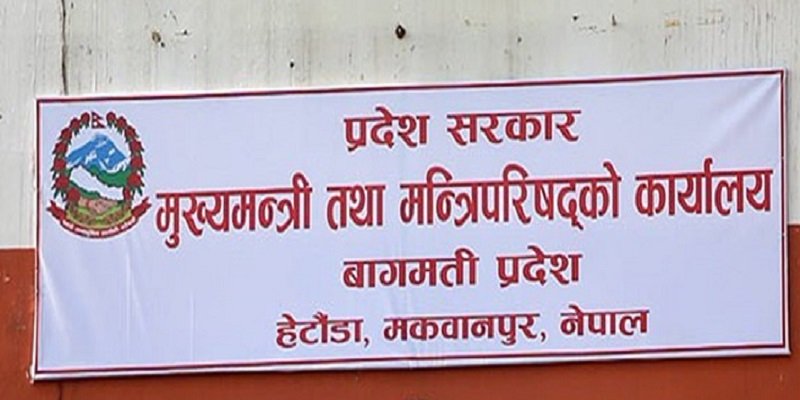 प्रदेश सरकार
मुख्यमन्त्री तथा मन्त्रिपरिषद्को कार्यालय
बागमती प्रदेश
हेटौंडा, मकवानपुर, नेपाल